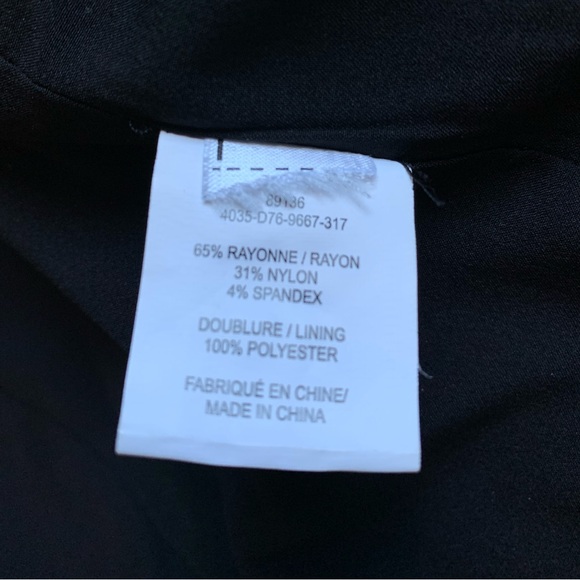 89136
4035-D76-9667-317
65% RAYONNE / RAYON
31% NYLON
4% SPANDEX
DOUBLURE / LINING
100% POLYESTER
FABRIQUÉ EN CHINE/
MADE IN CHINA